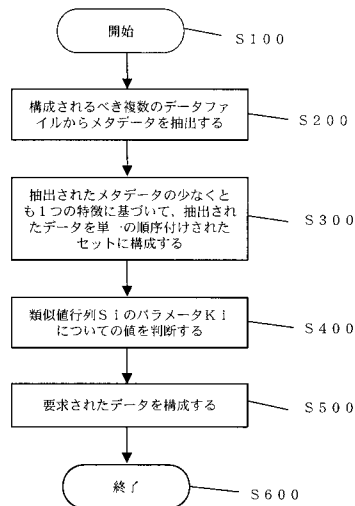 開始
S100
構成されるべき複数のデータファ
イルからメタデータを抽出する
S200
抽出されたメタデータの少なくと
も1つの特徴に基づいて、抽出され
たデータを単一の順序付けされた
セットに構成する
S300
類似値行列SiのパラメータKi
についての値を判断する
S400
要求されたデータを構成する
S500
終了
S600